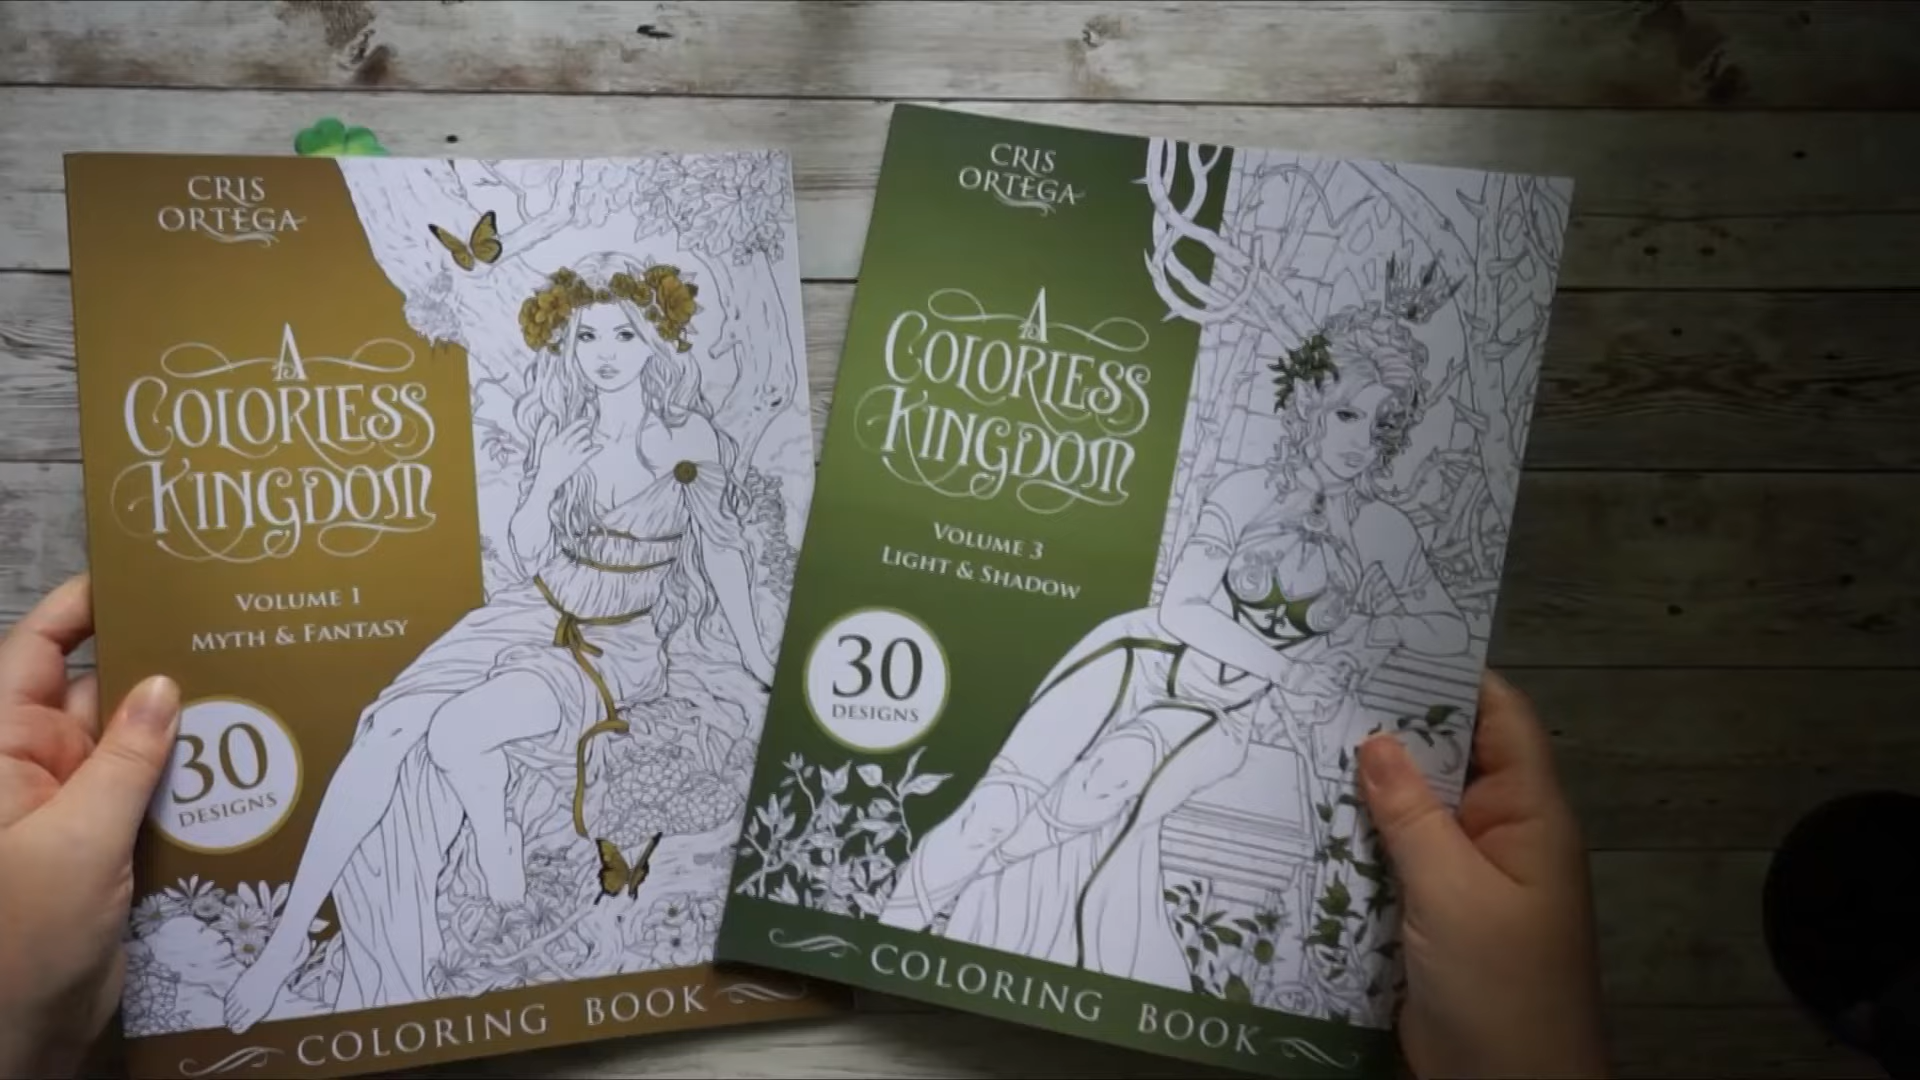 CRIS
ORTEGA
A
COLORLESS
KINGDOM
VOLUME 1
MYTH & FANTASY
30
DESIGNS
COLORING BOOK
CRIS
ORTEGA
A
COLORLESS
KINGDOM
VOLUME 3
LIGHT & SHADOW
30
DESIGNS
COLORING BOOK